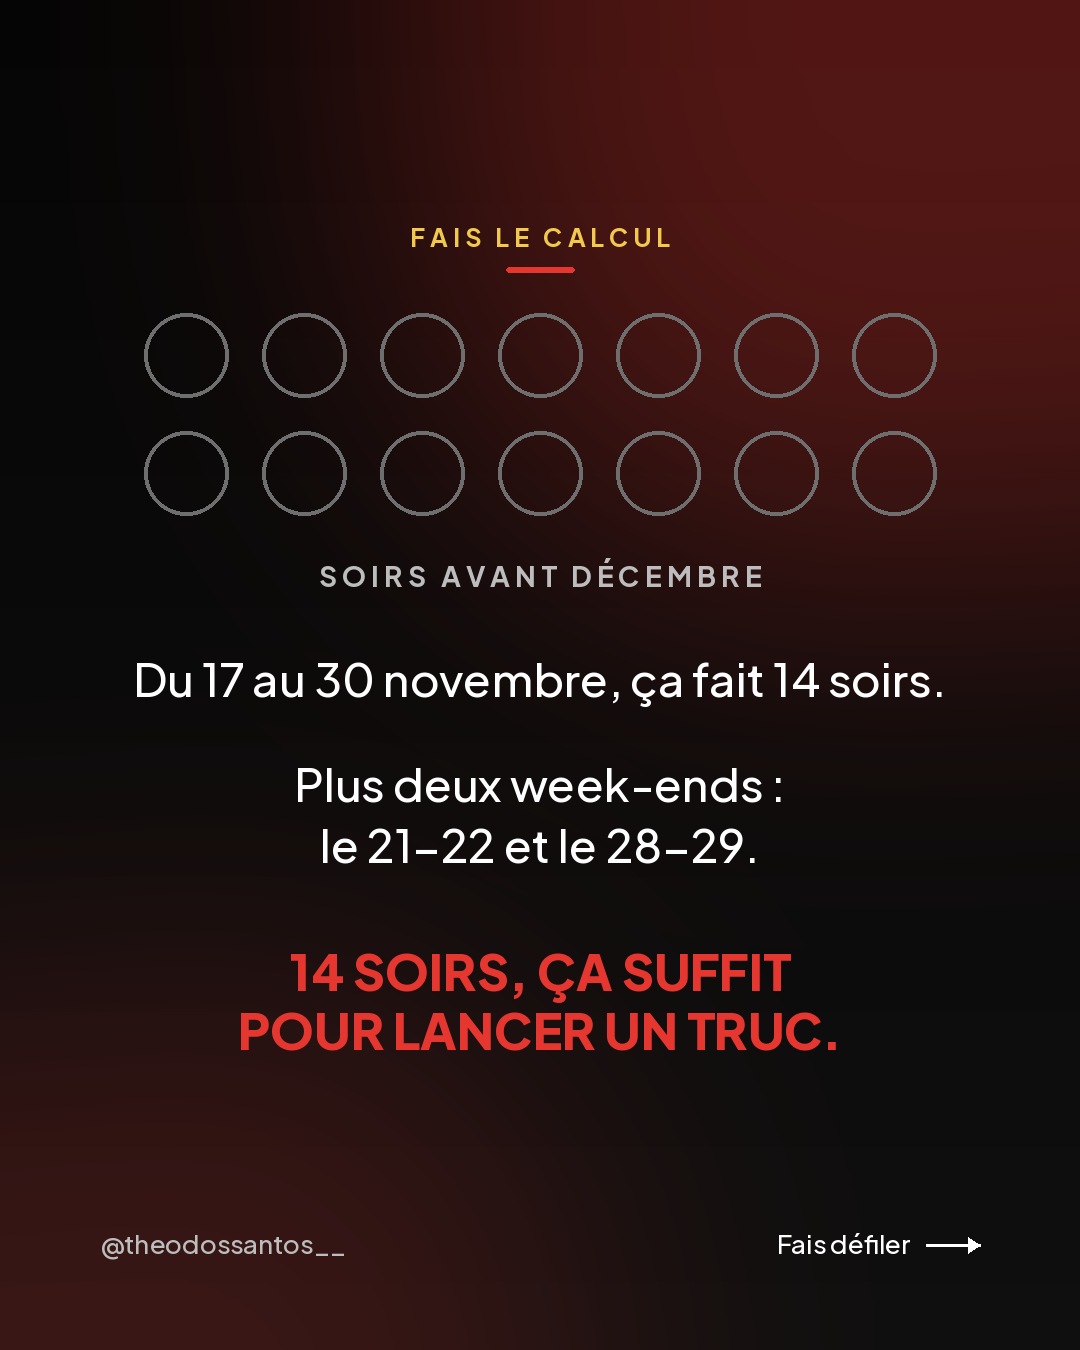 FAIS LE CALCUL
SOIRS AVANT DÉCEMBRE
Du 17 au 30 novembre, ça fait 14 soirs.
Plus deux week-ends :
le 21–22 et le 28–29.
14 SOIRS, ÇA SUFFIT
POUR LANCER UN TRUC.
@theodossantos__
Fais défiler